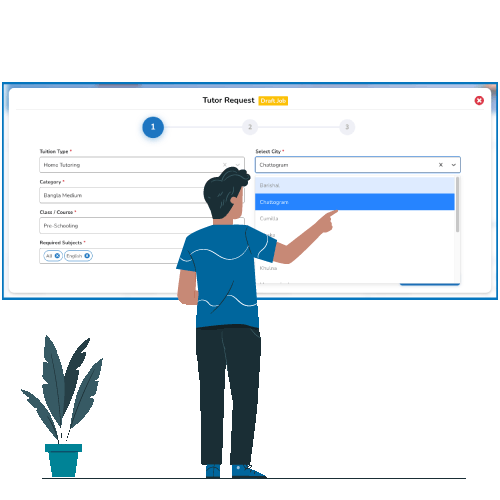 Tutor Request Draft Job
1 2 3
Tuition Type * Select City *
Home Tutoring Chattogram
Category * Barishal
Bangla Medium Chattogram
Class / Course * Cumilla
Pre-Schooling
Required Subjects *
All English Khulna